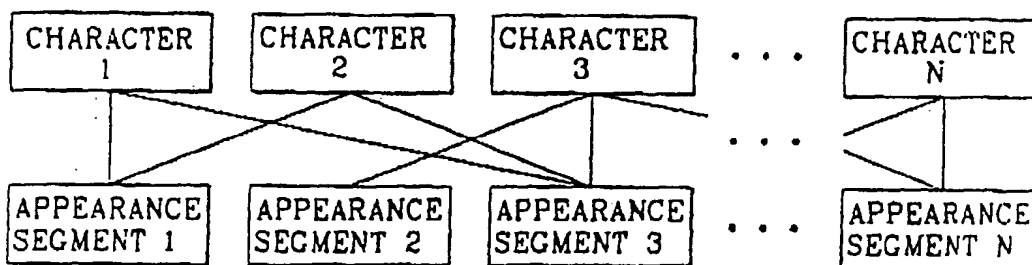 CHARACTER
1
CHARACTER
2
CHARACTER
3
. . .
CHARACTER
N
. . .
APPEARANCE
SEGMENT 1
APPEARANCE
SEGMENT 2
APPEARANCE
SEGMENT 3
. . .
APPEARANCE
SEGMENT N